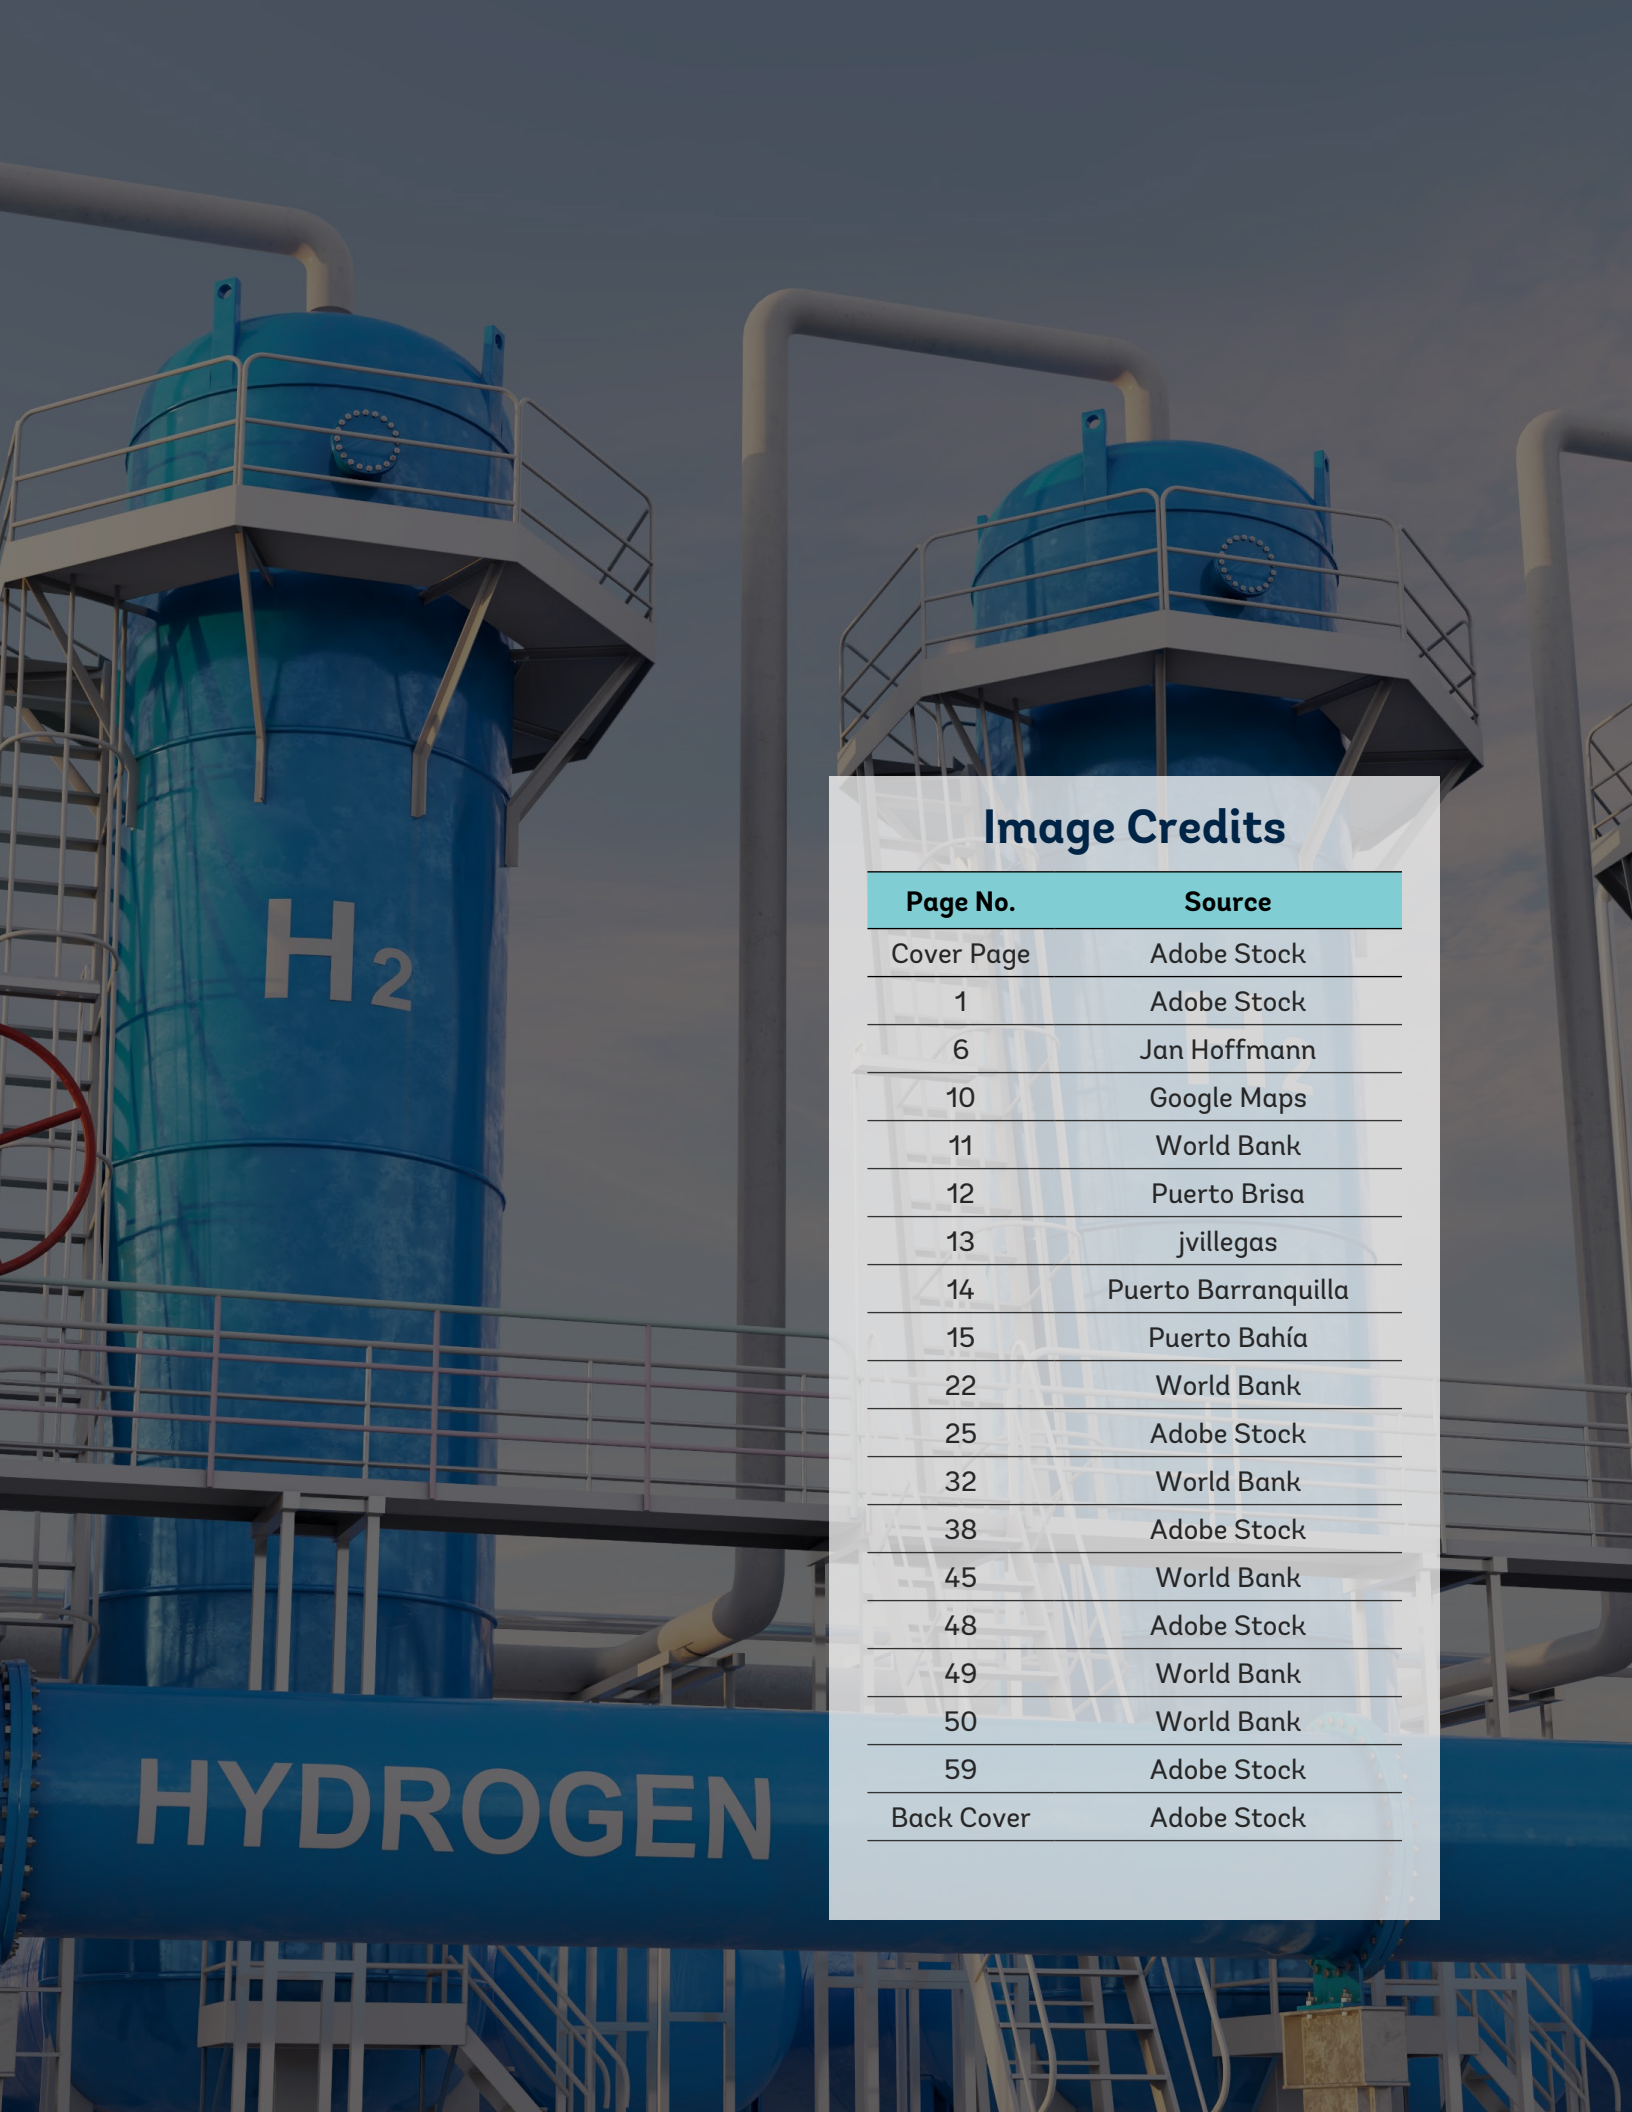 H2
HYDROGEN
Image Credits
Page No. Source
Cover Page Adobe Stock
1 Adobe Stock
6 Jan Hoffmann
10 Google Maps
11 World Bank
12 Puerto Brisa
13 jvillegas
14 Puerto Barranquilla
15 Puerto Bahía
22 World Bank
25 Adobe Stock
32 World Bank
38 Adobe Stock
45 World Bank
48 Adobe Stock
49 World Bank
50 World Bank
59 Adobe Stock
Back Cover Adobe Stock
H2